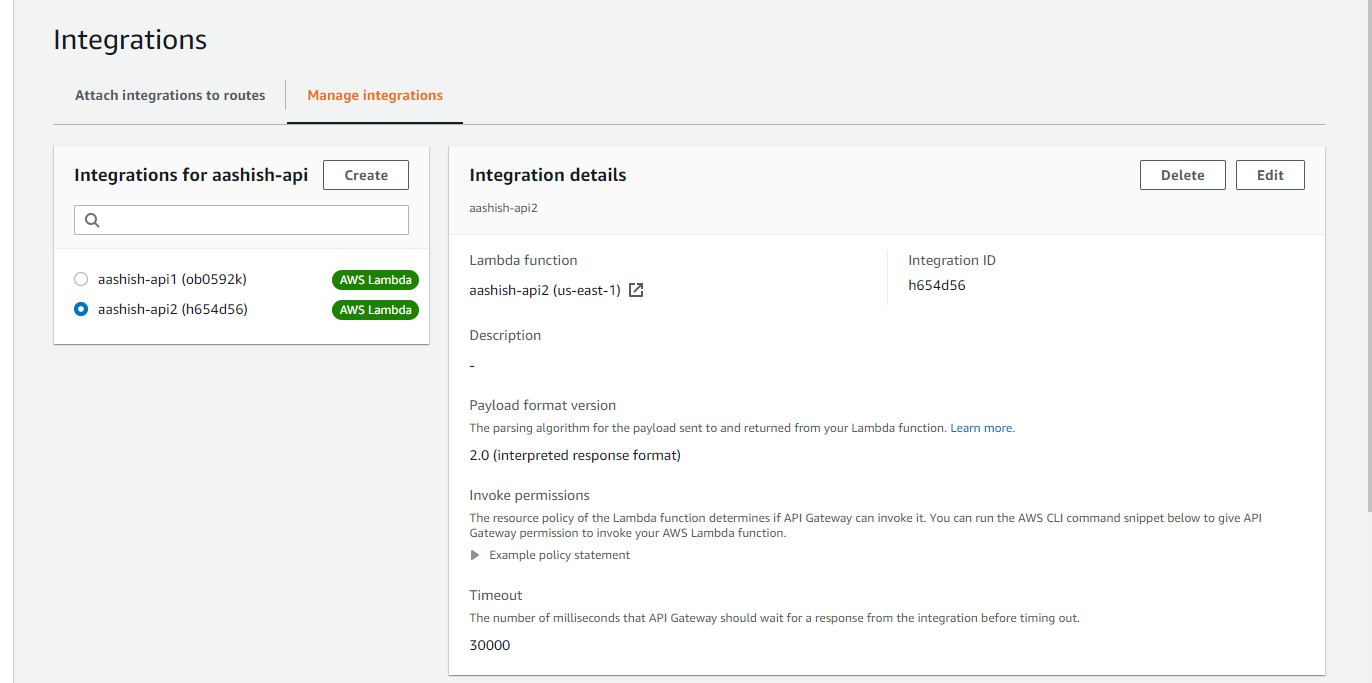 Integrations
Attach integrations to routes
Manage integrations
Integrations for aashish-api
Create
aashish-api1 (ob0592k)
AWS Lambda
aashish-api2 (h654d56)
AWS Lambda
Integration details
Delete
Edit
aashish-api2
Lambda function
aashish-api2 (us-east-1)
Integration ID
h654d56
Description
-
Payload format version
The parsing algorithm for the payload sent to and returned from your Lambda function. Learn more.
2.0 (interpreted response format)
Invoke permissions
The resource policy of the Lambda function determines if API Gateway can invoke it. You can run the AWS CLI command snippet below to give API
Gateway permission to invoke your AWS Lambda function.
Example policy statement
Timeout
The number of milliseconds that API Gateway should wait for a response from the integration before timing out.
30000